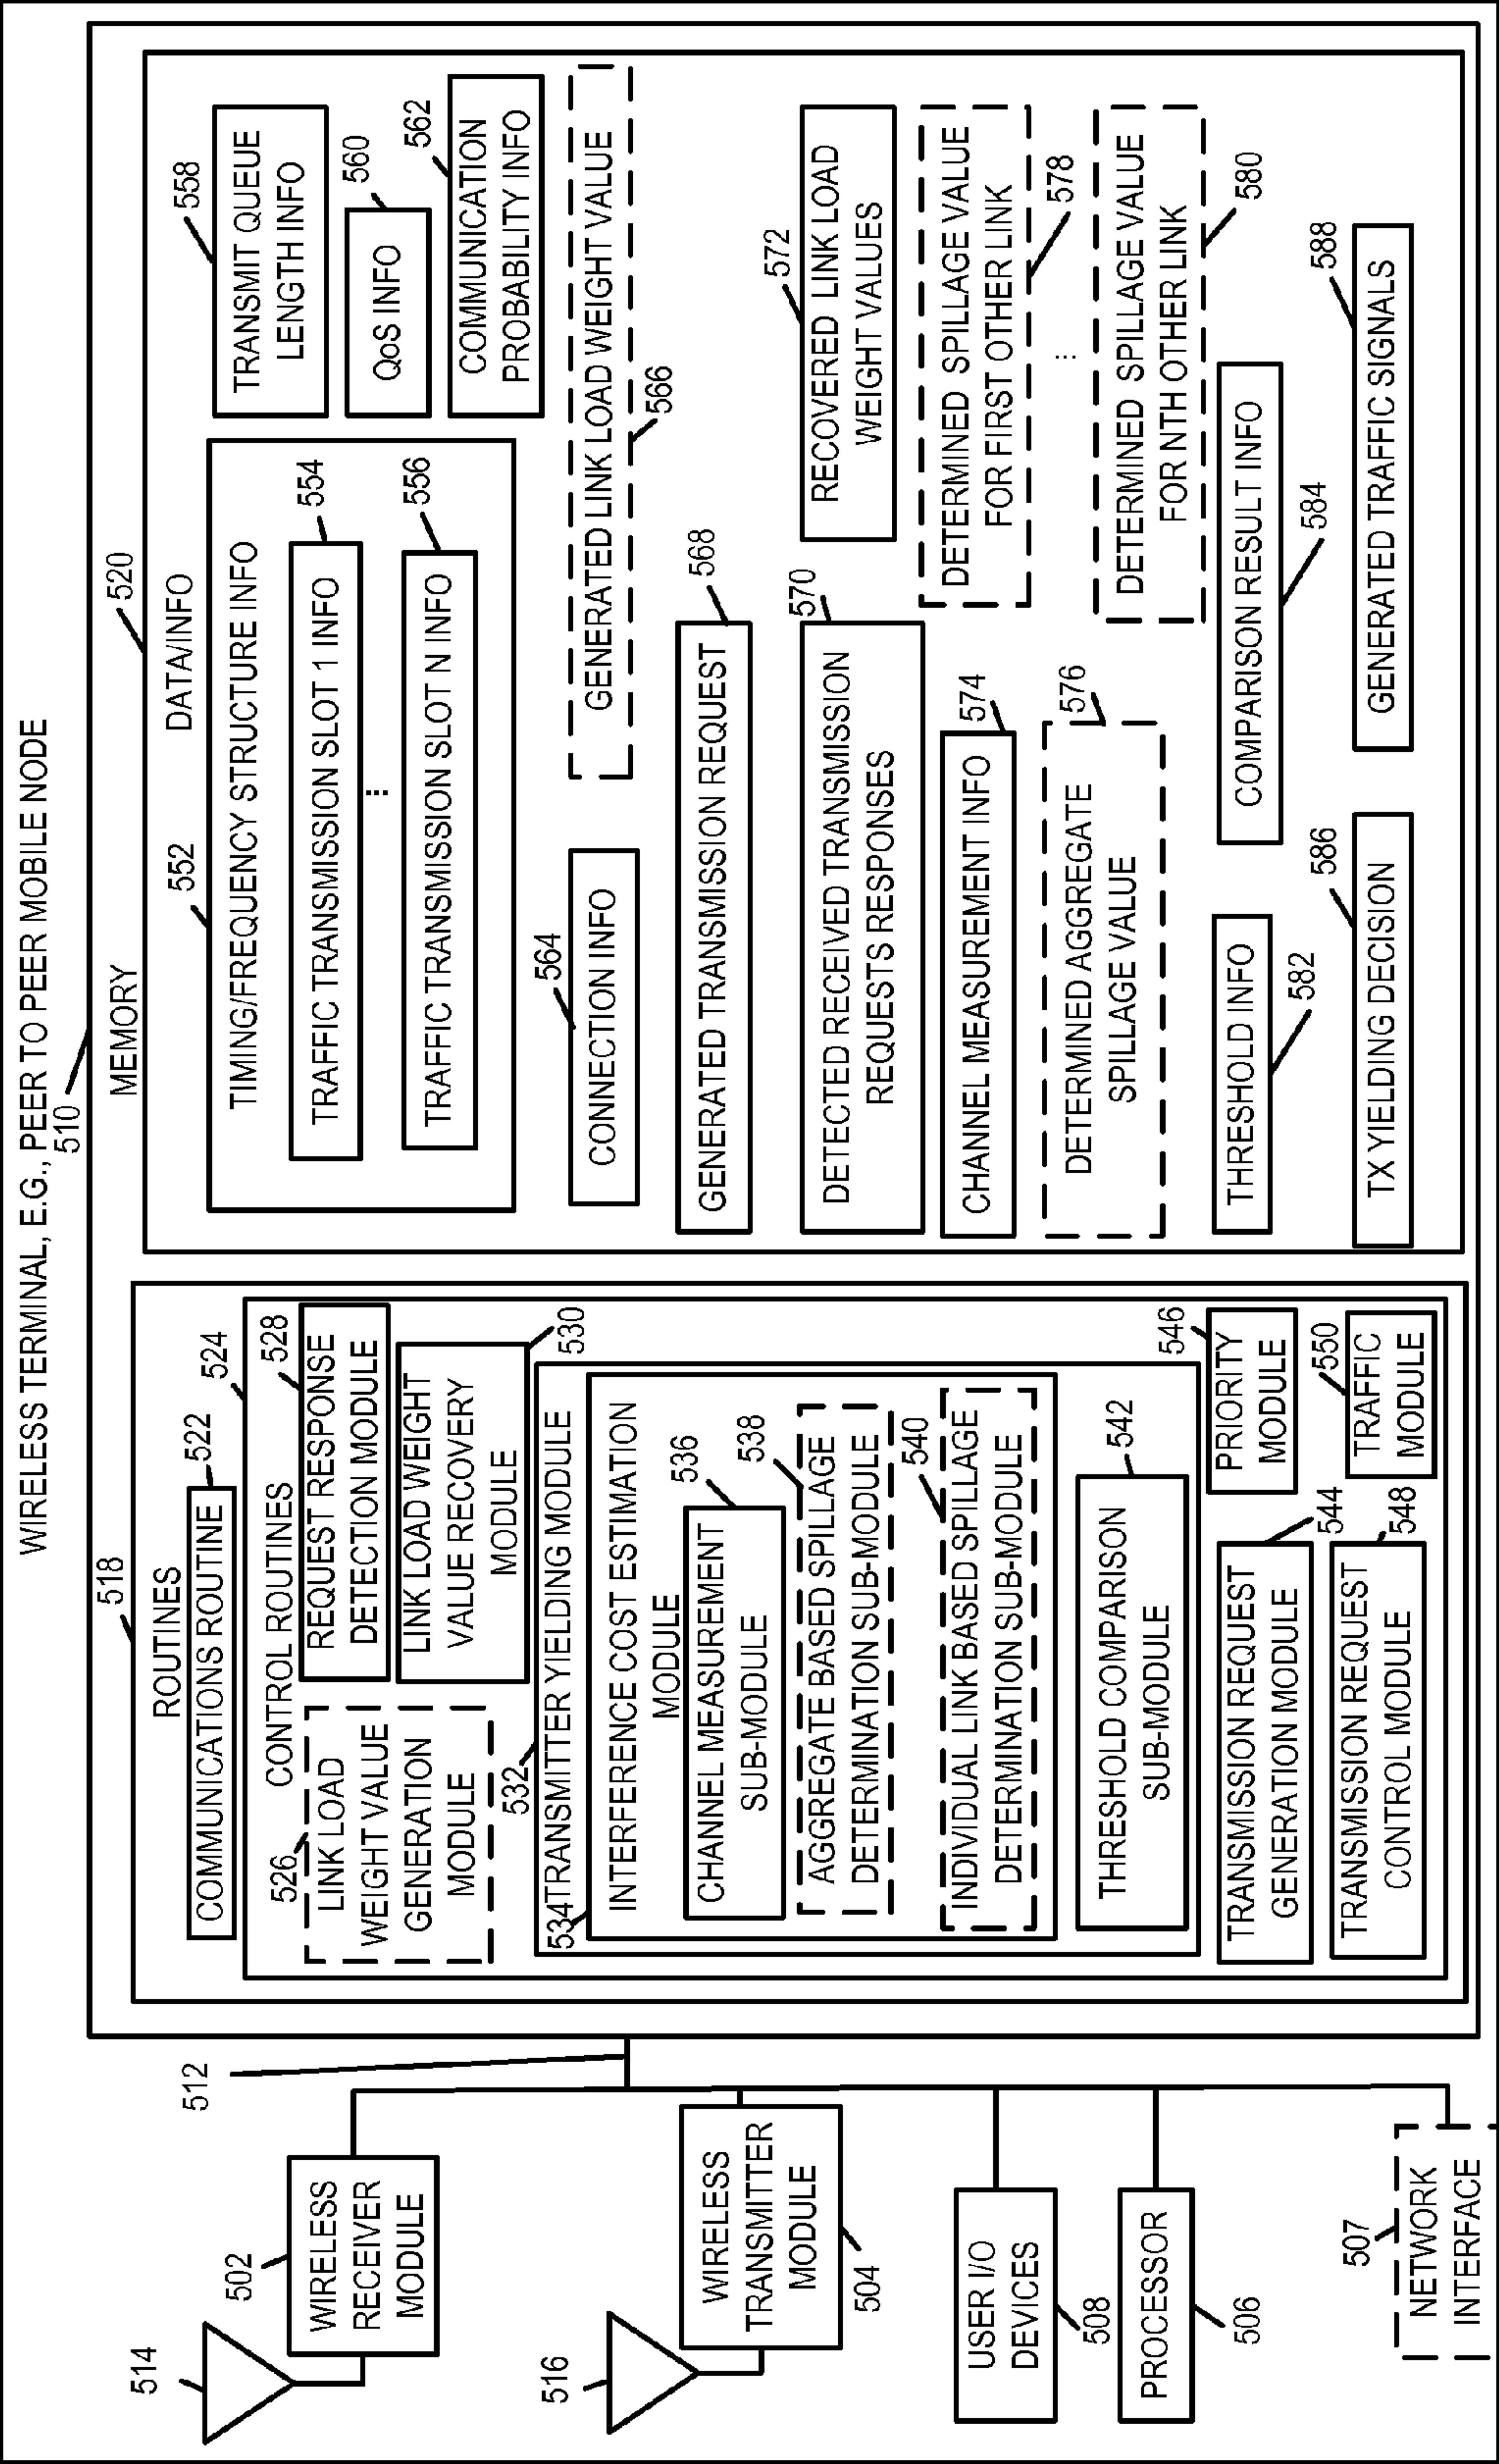 WIRELESS TERMINAL, E.G., PEER TO PEER MOBILE NODE
510
514
502
WIRELESS
RECEIVER
MODULE
512
516
WIRELESS
TRANSMITTER
MODULE
504
USER I/O
DEVICES
508
PROCESSOR
506
507
NETWORK
INTERFACE
MEMORY
518
ROUTINES
COMMUNICATIONS ROUTINE
522
524
CONTROL ROUTINES
526
LINK LOAD
WEIGHT VALUE
GENERATION
MODULE
528
REQUEST RESPONSE
DETECTION MODULE
LINK LOAD WEIGHT
VALUE RECOVERY
MODULE
530
532
TRANSMITTER YIELDING MODULE
534
INTERFERENCE COST ESTIMATION
MODULE
536
CHANNEL MEASUREMENT
SUB-MODULE
538
AGGREGATE BASED SPILLAGE
DETERMINATION SUB-MODULE
540
INDIVIDUAL LINK BASED SPILLAGE
DETERMINATION SUB-MODULE
THRESHOLD COMPARISON
SUB-MODULE
542
TRANSMISSION REQUEST
GENERATION MODULE
544
546
PRIORITY
MODULE
TRANSMISSION REQUEST
CONTROL MODULE
548
550
TRAFFIC
MODULE
520
DATA/INFO
552
TIMING/FREQUENCY STRUCTURE INFO
TRAFFIC TRANSMISSION SLOT 1 INFO
554
...
TRAFFIC TRANSMISSION SLOT N INFO
556
558
TRANSMIT QUEUE
LENGTH INFO
560
QoS INFO
562
COMMUNICATION
PROBABILITY INFO
564
CONNECTION INFO
GENERATED LINK LOAD WEIGHT VALUE
566
GENERATED TRANSMISSION REQUEST
568
570
DETECTED RECEIVED TRANSMISSION
REQUESTS RESPONSES
572
RECOVERED LINK LOAD
WEIGHT VALUES
CHANNEL MEASUREMENT INFO
574
DETERMINED AGGREGATE
SPILLAGE VALUE
576
DETERMINED SPILLAGE VALUE
FOR FIRST OTHER LINK
578
...
DETERMINED SPILLAGE VALUE
FOR NTH OTHER LINK
580
THRESHOLD INFO
582
COMPARISON RESULT INFO
584
TX YIELDING DECISION
586
GENERATED TRAFFIC SIGNALS
588